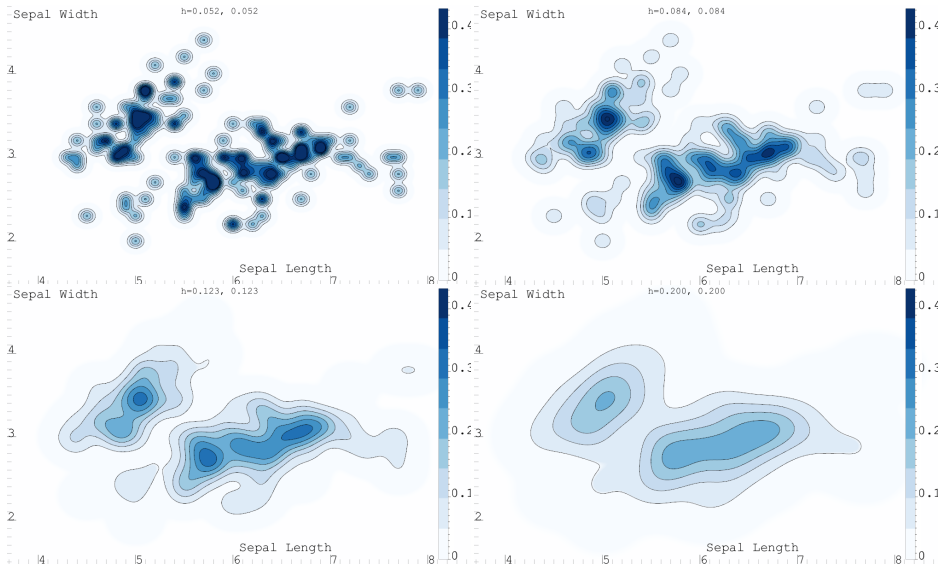 Sepal Width
h=0.052, 0.052
0.4
4
0.3
3
0.2
0.1
2
Sepal Length
0
4 5 6 7 8
Sepal Width
h=0.084, 0.084
0.4
4
0.3
3
0.2
0.1
2
Sepal Length
0
4 5 6 7 8
Sepal Width
h=0.123, 0.123
0.4
4
0.3
3
0.2
0.1
2
Sepal Length
0
4 5 6 7 8
Sepal Width
h=0.200, 0.200
0.4
4
0.3
3
0.2
0.1
2
Sepal Length
0
4 5 6 7 8